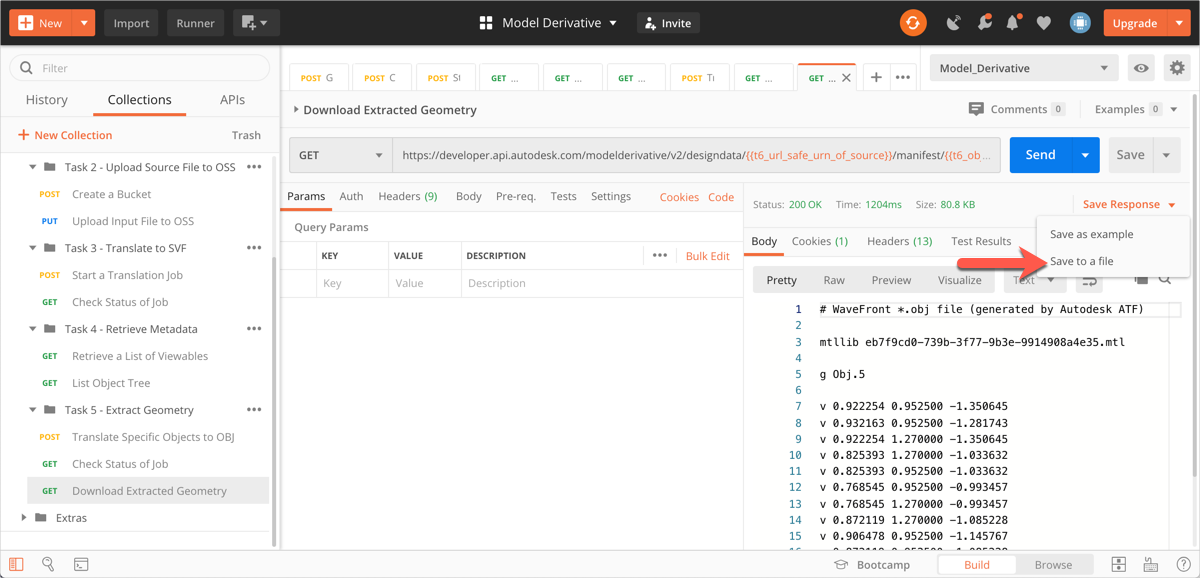 New
Import
Runner
Model Derivative
Invite
Upgrade
Filter
History
Collections
APIs
New Collection
Trash
Task 2 - Upload Source File to OSS
POST Create a Bucket
PUT Upload Input File to OSS
Task 3 - Translate to SVF
POST Start a Translation Job
GET Check Status of Job
Task 4 - Retrieve Metadata
GET Retrieve a List of Viewables
GET List Object Tree
Task 5 - Extract Geometry
POST Translate Specific Objects to OBJ
GET Check Status of Job
GET Download Extracted Geometry
Extras
POST G
POST C
POST St
GET ...
GET ...
GET ...
POST Ti
GET ...
GET ...
Model_Derivative
Download Extracted Geometry
Comments 0
Examples 0
GET
https://developer.api.autodesk.com/modelderivative/v2/designdata/{{t6_url_safe_urn_of_source}}/manifest/{{t6_ob...
Send
Save
Params
Auth
Headers (9)
Body
Pre-req.
Tests
Settings
Cookies
Code
Query Params
KEY
VALUE
DESCRIPTION
Bulk Edit
Key
Value
Description
Status: 200 OK
Time: 1204ms
Size: 80.8 KB
Save Response
Save as example
Save to a file
Body
Cookies (1)
Headers (13)
Test Results
Pretty
Raw
Preview
Visualize
Text
1 # WaveFront *.obj file (generated by Autodesk ATF)
2
3 mtllib eb7f9cd0-739b-3f77-9b3e-9914908a4e35.mtl
4
5 g Obj.5
6
7 v 0.922254 0.952500 -1.350645
8 v 0.932163 0.952500 -1.281743
9 v 0.922254 1.270000 -1.350645
10 v 0.825393 1.270000 -1.033632
11 v 0.825393 0.952500 -1.033632
12 v 0.768545 0.952500 -0.993457
13 v 0.768545 1.270000 -0.993457
14 v 0.872119 1.270000 -1.085228
15 v 0.906478 0.952500 -1.145767
Bootcamp
Build
Browse